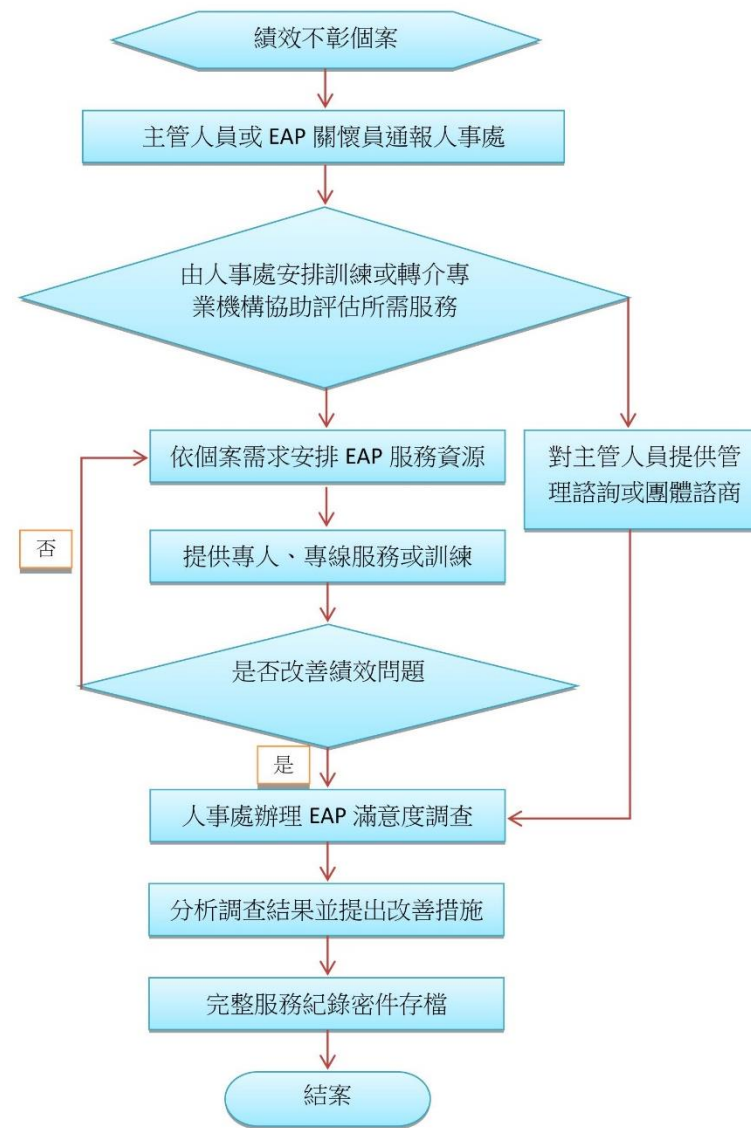 績效不彰個案
主管人員或 EAP 關懷員通報人事處
由人事處安排訓練或轉介專
業機構協助評估所需服務
依個案需求安排 EAP 服務資源
對主管人員提供管
理諮詢或團體諮商
否
提供專人、專線服務或訓練
是否改善績效問題
是
人事處辦理 EAP 滿意度調查
分析調查結果並提出改善措施
完整服務紀錄密件存檔
結案